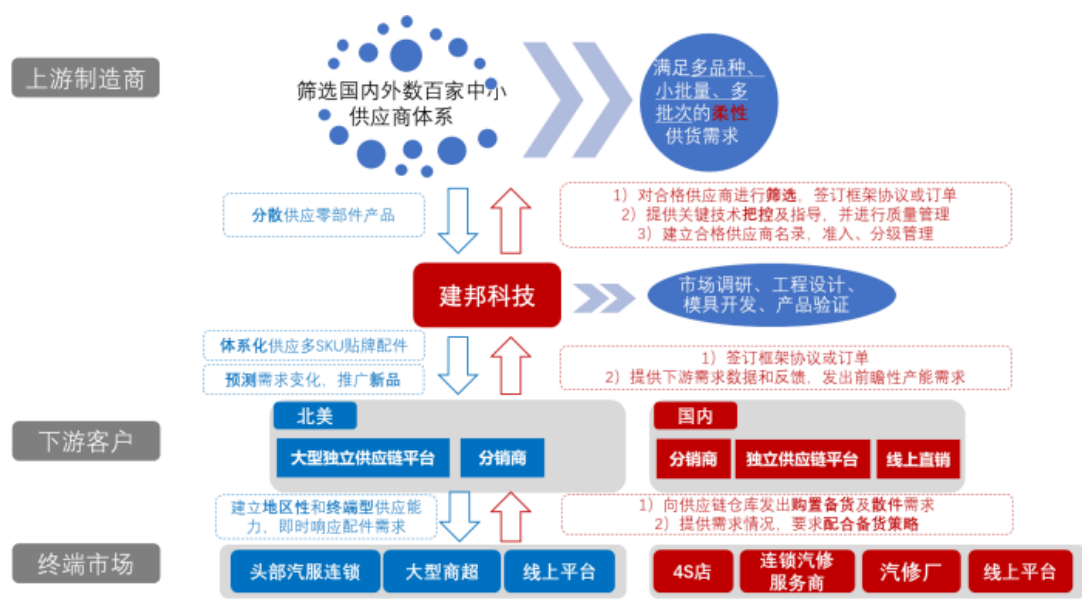 上游制造商
筛选国内外数百家中小
供应商体系
满足多品种、
小批量、多
批次的柔性
供货需求
分散供应零部件产品
1）对合格供应商进行筛选，签订框架协议或订单
2）提供关键技术把控及指导，并进行质量管理
3）建立合格供应商名录，准入、分级管理
建邦科技
市场调研、工程设计、
模具开发、产品验证
体系化供应多SKU贴牌配件
预测需求变化，推广新品
1）签订框架协议或订单
2）提供下游需求数据和反馈，发出前瞻性产能需求
下游客户
北美
大型独立供应链平台
分销商
国内
分销商
独立供应链平台
线上直销
建立地区性和终端型供应能
力，即时响应配件需求
1）向供应链仓库发出购置备货及散件需求
2）提供需求情况，要求配合备货策略
终端市场
头部汽服连锁
大型商超
线上平台
4S店
连锁汽修
服务商
汽修厂
线上平台